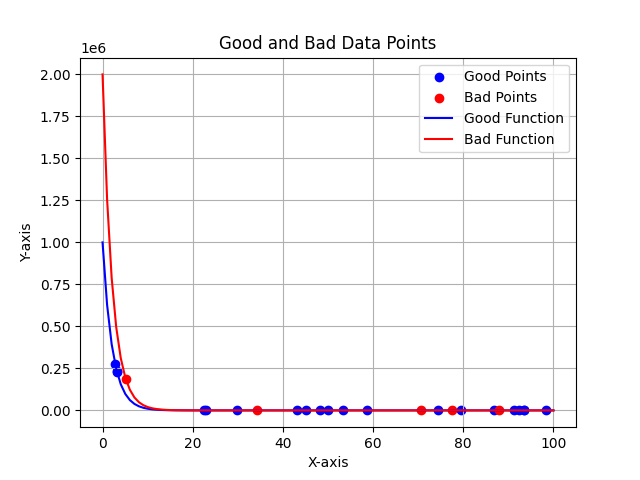 Good and Bad Data Points
1e6
2.00
1.75
1.50
1.25
1.00
0.75
0.50
0.25
0.00
Y-axis
Good Points
Bad Points
Good Function
Bad Function
0 20 40 60 80 100
X-axis